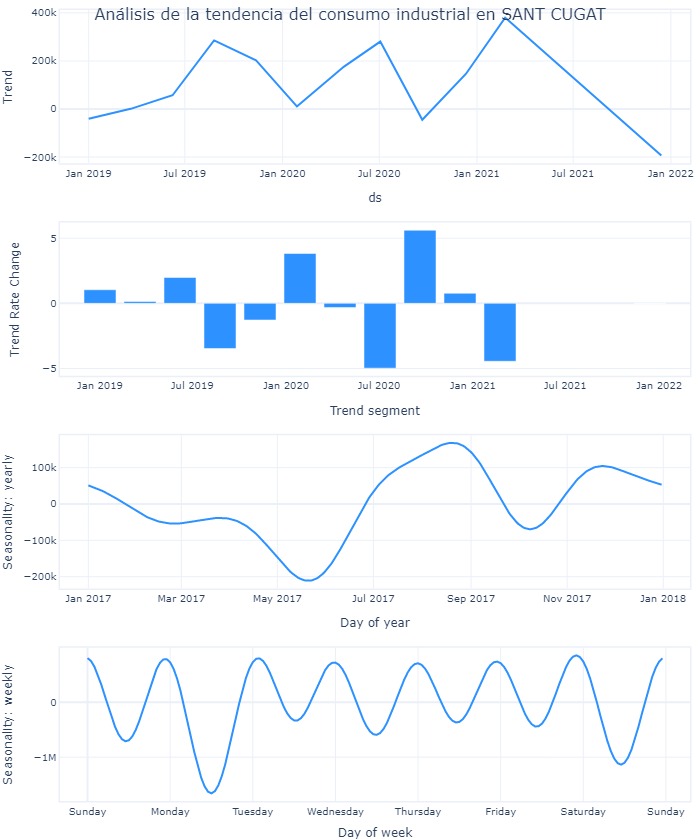 Análisis de la tendencia del consumo industrial en SANT CUGAT
400k
200k
0
−200k
Trend
Jan 2019 Jul 2019 Jan 2020 Jul 2020 Jan 2021 Jul 2021 Jan 2022
ds
5
0
−5
Trend Rate Change
Jan 2019 Jul 2019 Jan 2020 Jul 2020 Jan 2021 Jul 2021 Jan 2022
Trend segment
100k
0
−100k
−200k
Seasonality: yearly
Jan 2017 Mar 2017 May 2017 Jul 2017 Sep 2017 Nov 2017 Jan 2018
Day of year
0
−1M
Seasonality: weekly
Sunday Monday Tuesday Wednesday Thursday Friday Saturday Sunday
Day of week